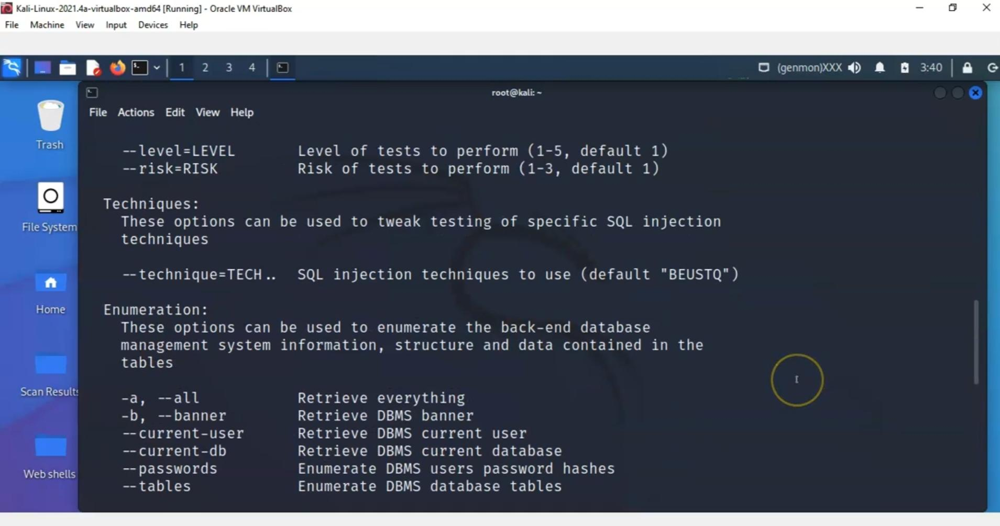 Kali-Linux-2021.4a-virtualbox-amd64 [Running] - Oracle VM VirtualBox
File Machine View Input Devices Help
1 2 3 4 (genmon)XXX 3:40
root@kali: ~
File Actions Edit View Help
Trash
File System
Home
Scan Results
Web shells
--level=LEVEL Level of tests to perform (1-5, default 1)
--risk=RISK Risk of tests to perform (1-3, default 1)
Techniques:
These options can be used to tweak testing of specific SQL injection
techniques
--technique=TECH.. SQL injection techniques to use (default "BEUSTQ")
Enumeration:
These options can be used to enumerate the back-end database
management system information, structure and data contained in the
tables
-a, --all Retrieve everything
-b, --banner Retrieve DBMS banner
--current-user Retrieve DBMS current user
--current-db Retrieve DBMS current database
--passwords Enumerate DBMS users password hashes
--tables Enumerate DBMS database tables